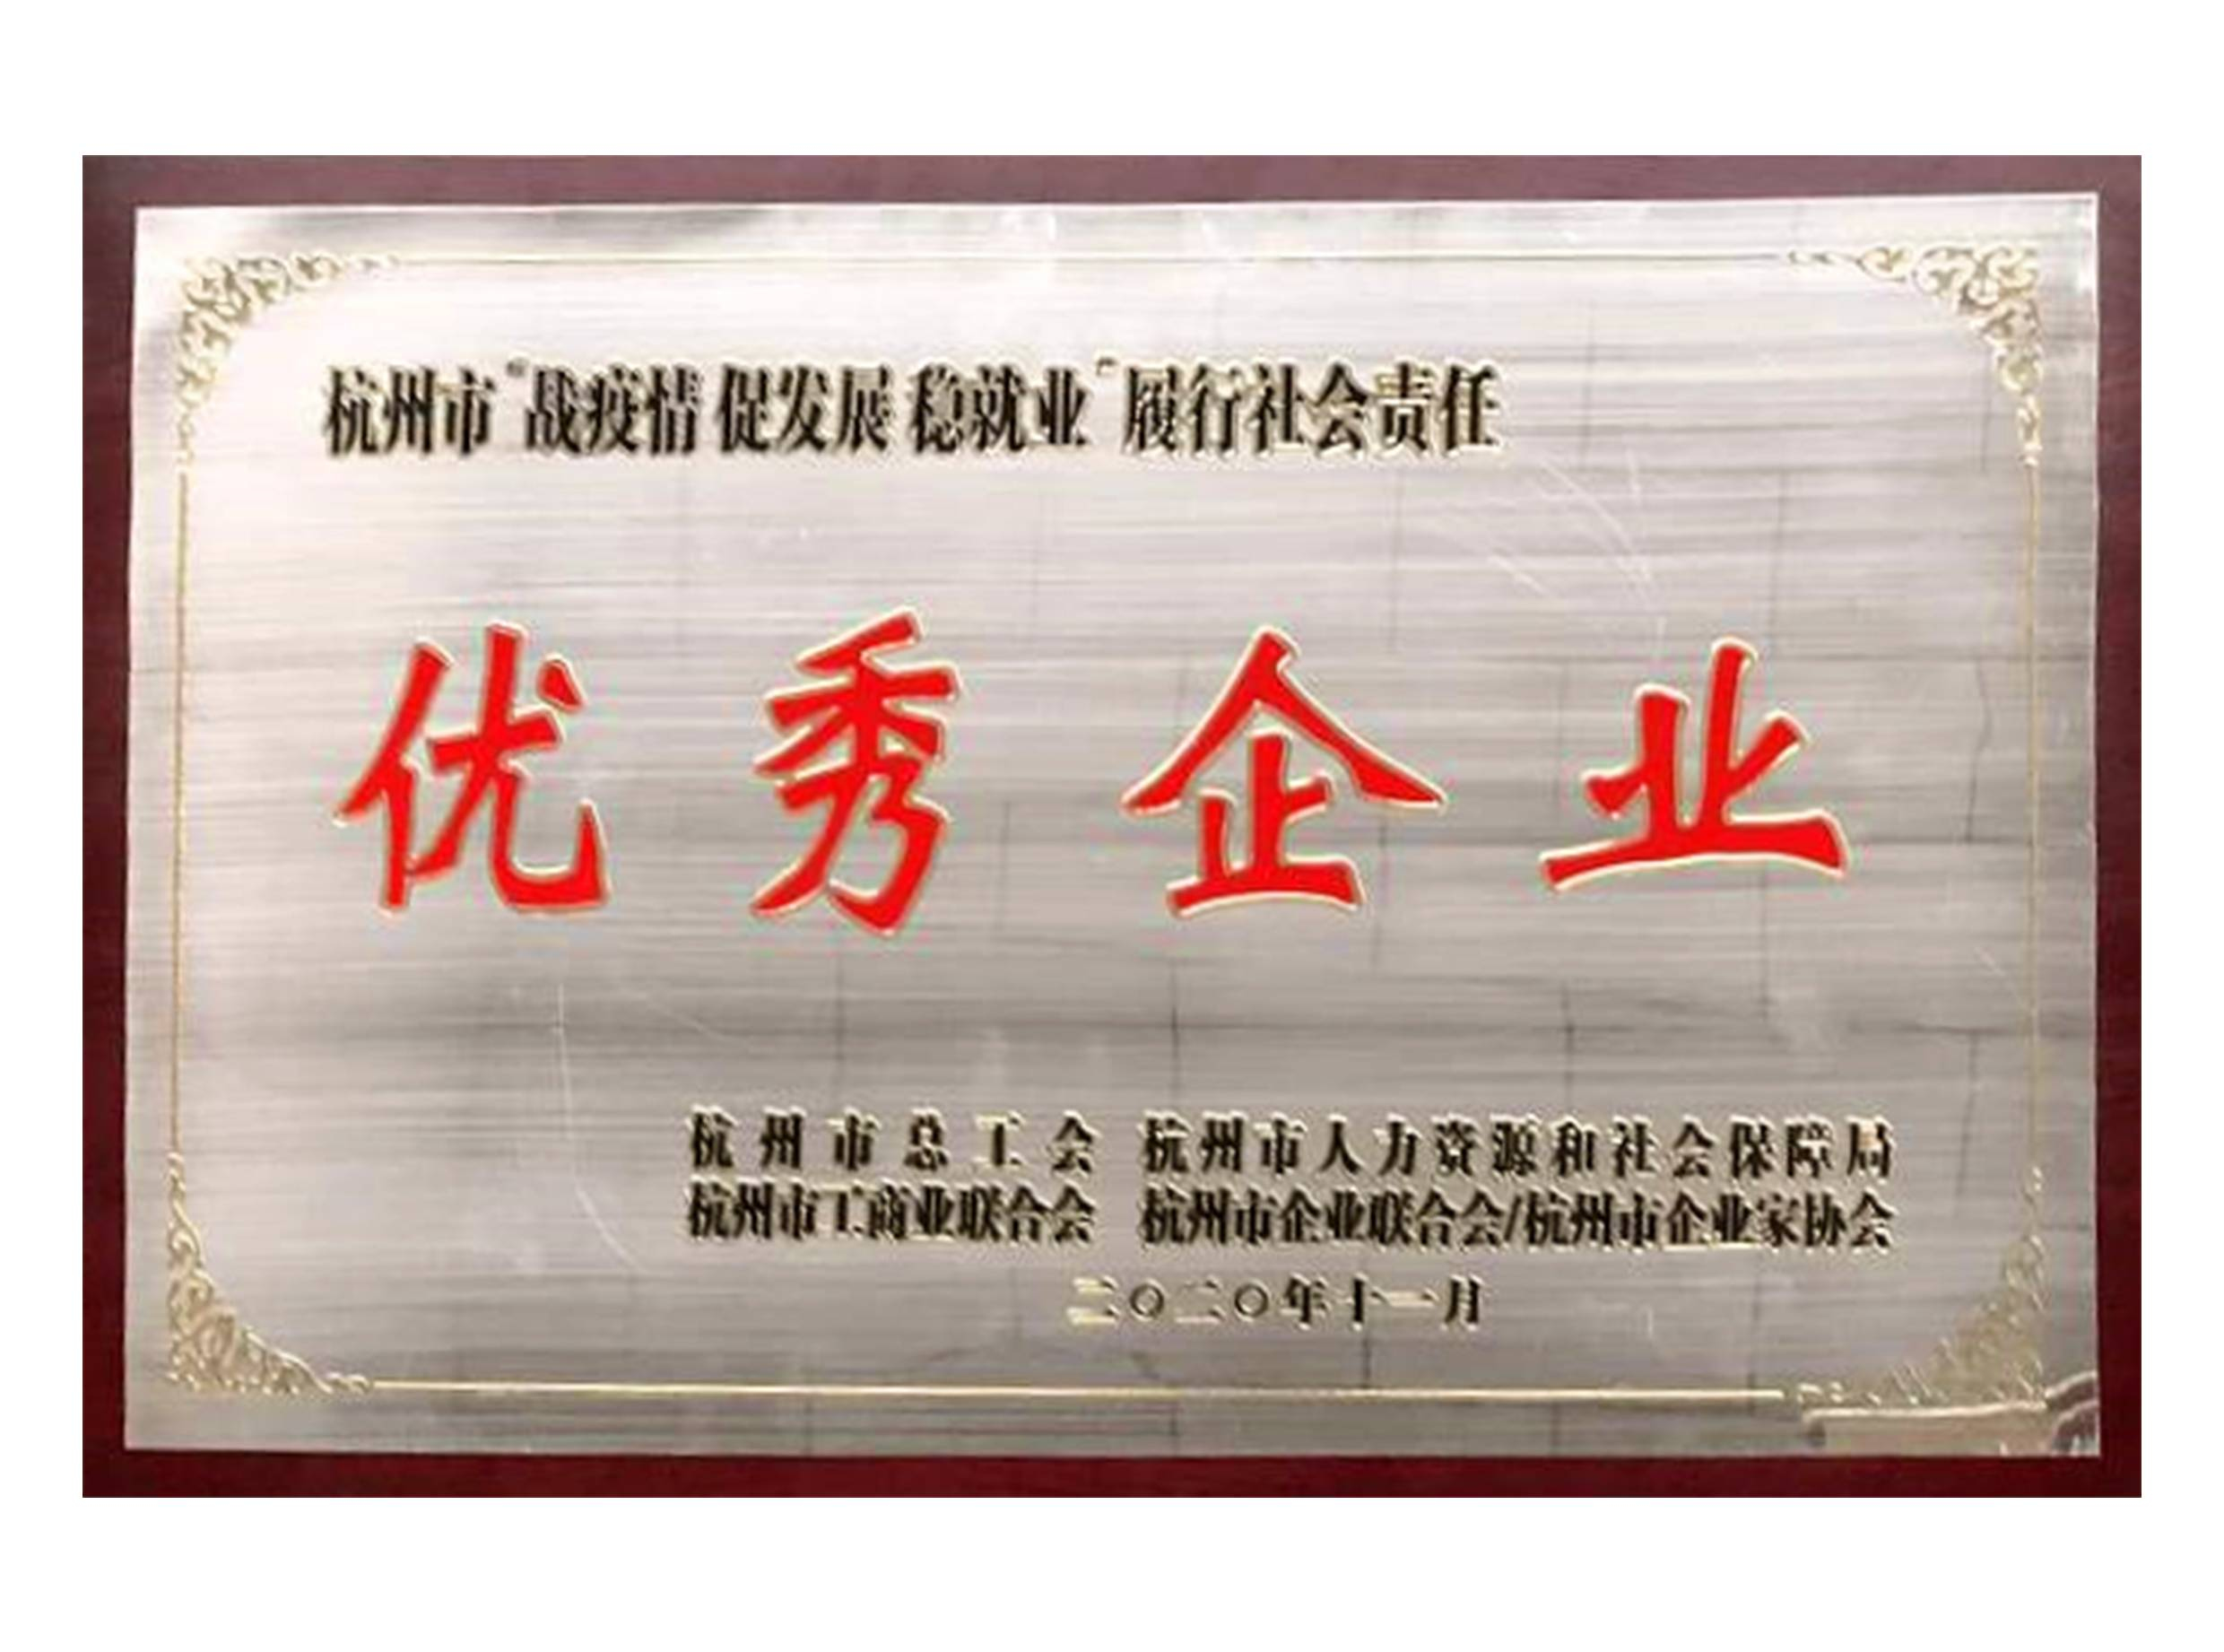 杭州市“战疫情 促发展 稳就业”履行社会责任
优秀企业
杭州市总工会 杭州市人力资源和社会保障局
杭州市工商业联合会 杭州市企业联合会/杭州市企业家协会
二〇二〇年十一月